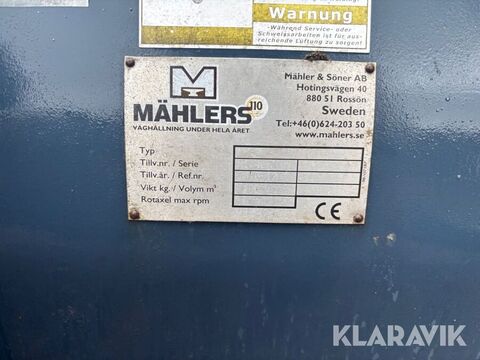 Warnung
-Während Service- oder
Schweissarbeiten ist für aus-
reichende Lüftung zu sorgen!
M
MÄHLERS
110
VÄGHÅLLNING UNDER HELA ÅRET
Mähler & Söner AB
Hotingsvägen 40
880 51 Rossön
Sweden
Tel:+46(0)624-203 50
www.mahlers.se
Typ
Tillv.nr. / Serie
Tillv.år. / Ref.nr.
Vikt kg. / Volym m³
Rotaxel max rpm
CE
KLARAVIK